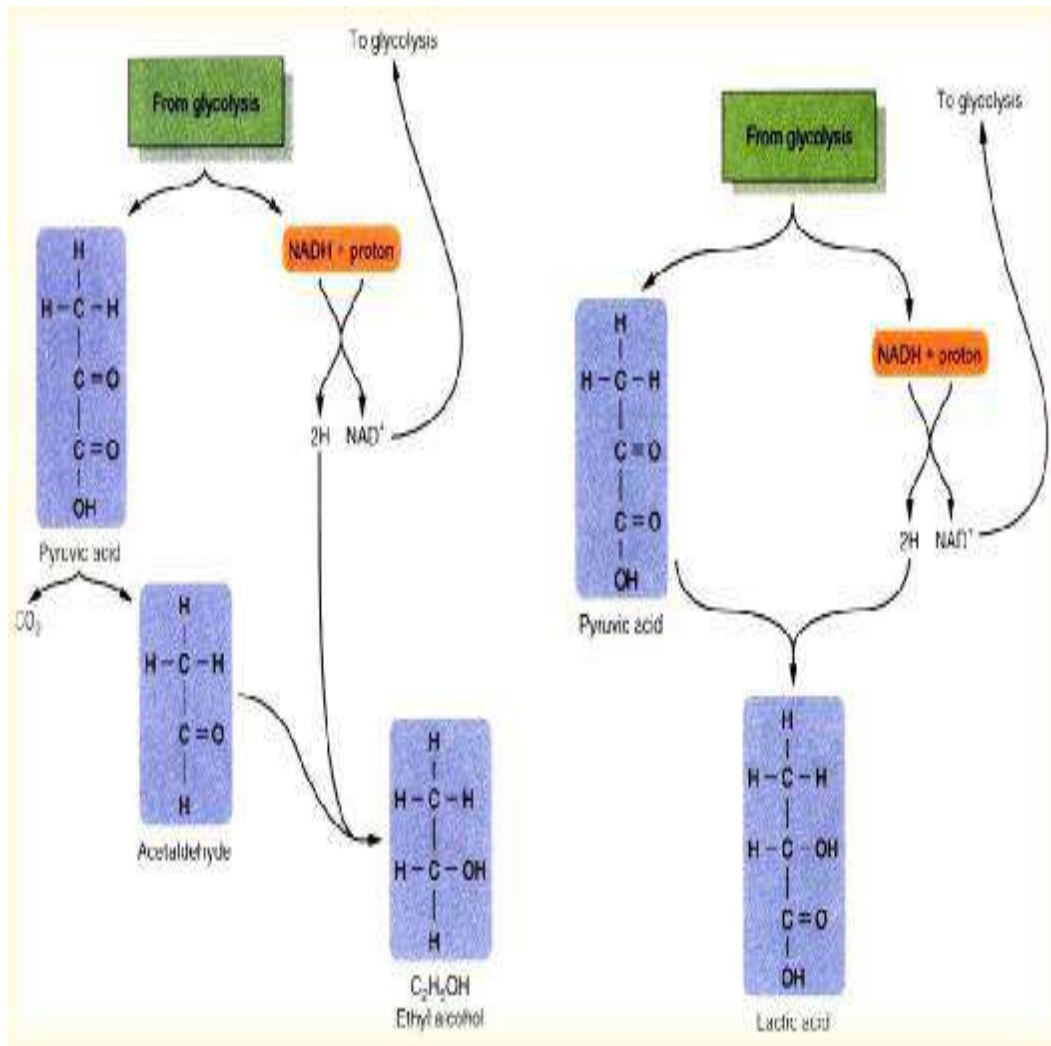 To glycolysis
From glycolysis
NADH + proton
H
H-C-H
C=O
C=O
OH
2H NAD+
Pyruvic acid
CO2
H
H-C-H
C=O
H
Acetaldehyde
H
H-C-H
H-C-OH
H
C2H5OH
Ethyl alcohol
To glycolysis
From glycolysis
NADH + proton
H
H-C-H
C=O
C=O
OH
2H NAD+
Pyruvic acid
H
H-C-H
H-C-OH
C=O
OH
Lactic acid